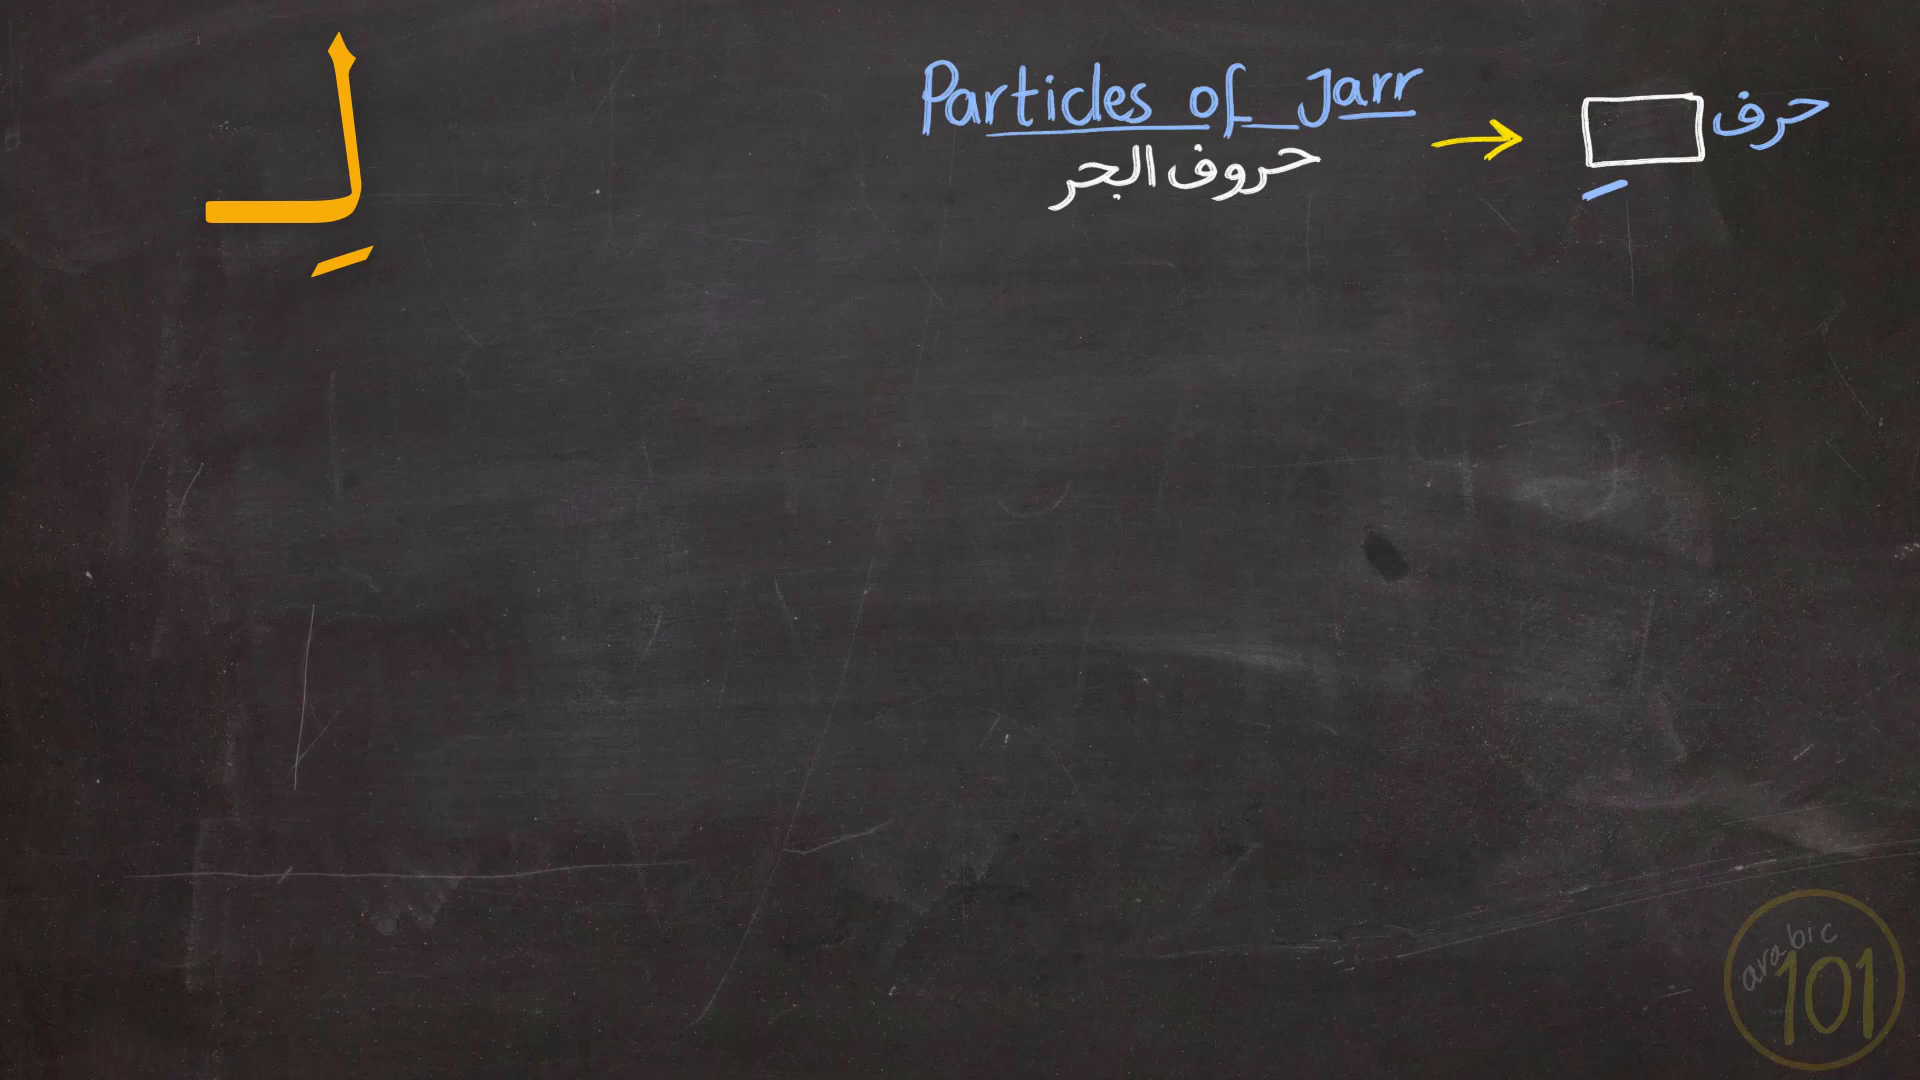 لِـ
Particles of Jarr
حروف الجر
حرف
arabic
101